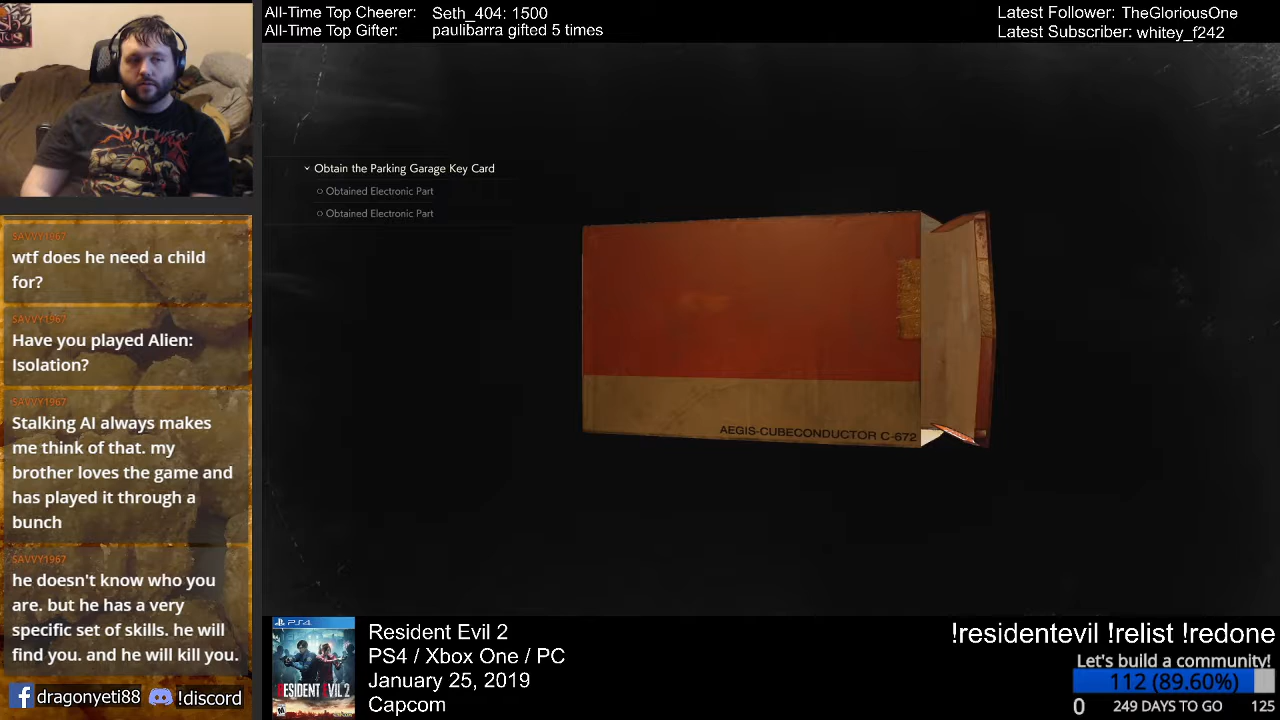 All-Time Top Cheerer: Seth_404: 1500
All-Time Top Gifter: paulibarra gifted 5 times
Latest Follower: TheGloriousOne
Latest Subscriber: whitey_f242
Obtain the Parking Garage Key Card
Obtained Electronic Part
Obtained Electronic Part
AEGIS-CUBECONDUCTOR C-672
SAVVY1967
wtf does he need a child
for?
SAVVY1967
Have you played Alien:
Isolation?
SAVVY1967
Stalking AI always makes
me think of that. my
brother loves the game and
has played it through a
bunch
SAVVY1967
he doesn't know who you
are. but he has a very
specific set of skills. he will
find you. and he will kill you.
dragonyeti88 !discord
PS4
RESIDENT EVIL 2
Resident Evil 2
PS4 / Xbox One / PC
January 25, 2019
Capcom
!residentevil !relist !redone
Let's build a community!
112 (89.60%)
0 249 DAYS TO GO 125